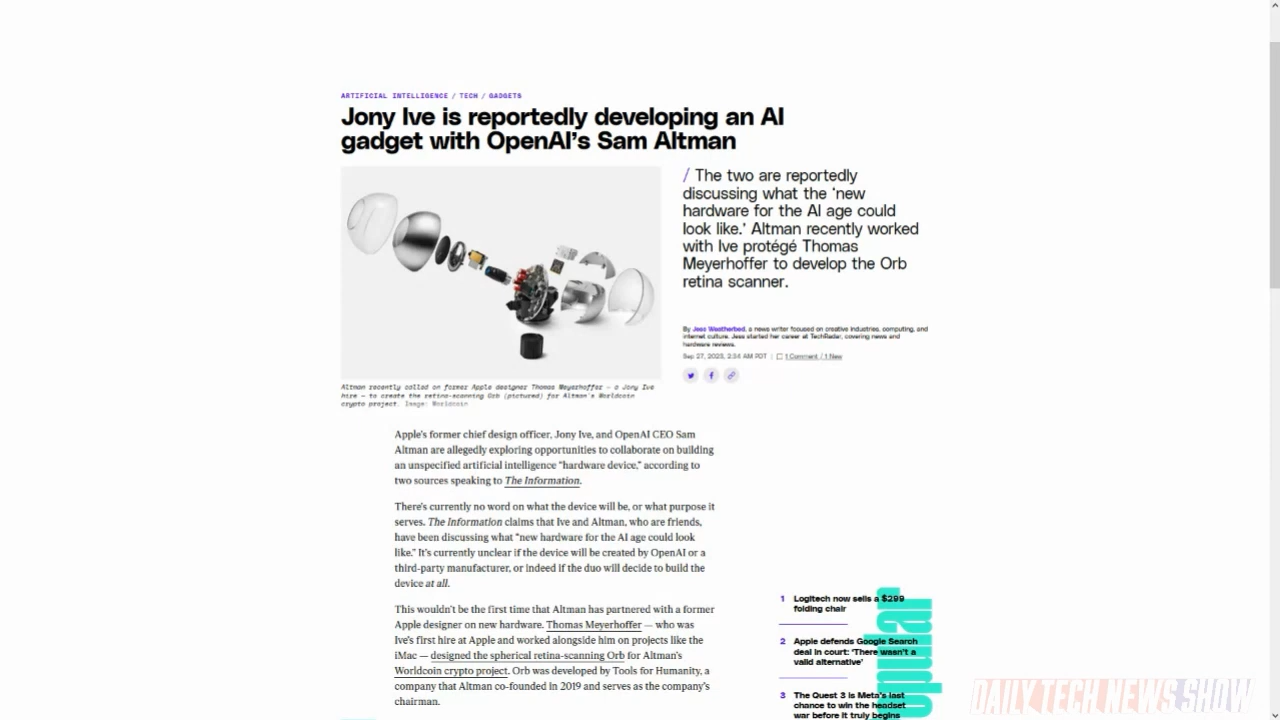 ARTIFICIAL INTELLIGENCE / TECH / GADGETS
Jony Ive is reportedly developing an AI
gadget with OpenAI's Sam Altman
/ The two are reportedly
discussing what the 'new
hardware for the AI age could
look like.' Altman recently worked
with Ive protégé Thomas
Meyerhoffer to develop the Orb
retina scanner.
By Jess Weatherbed, a news writer focused on creative industries, computing, and
internet culture. Jess started her career at TechRadar, covering news and
hardware reviews.
Sep 27, 2023, 2:34 AM PDT | 1 Comment / 1 New
Altman recently called on former Apple designer Thomas Meyerhoffer — a Jony Ive
hire — to create the retina-scanning Orb (pictured) for Altman's Worldcoin
crypto project. Image: Worldcoin
Apple's former chief design officer, Jony Ive, and OpenAI CEO Sam
Altman are allegedly exploring opportunities to collaborate on building
an unspecified artificial intelligence "hardware device," according to
two sources speaking to The Information.
There's currently no word on what the device will be, or what purpose it
serves. The Information claims that Ive and Altman, who are friends,
have been discussing what "new hardware for the AI age could look
like." It's currently unclear if the device will be created by OpenAI or a
third-party manufacturer, or indeed if the duo will decide to build the
device at all.
This wouldn't be the first time that Altman has partnered with a former
Apple designer on new hardware. Thomas Meyerhoffer — who was
Ive's first hire at Apple and worked alongside him on projects like the
iMac — designed the spherical retina-scanning Orb for Altman's
Worldcoin crypto project. Orb was developed by Tools for Humanity, a
company that Altman co-founded in 2019 and serves as the company's
chairman.
1 Logitech now sells a $299
folding chair
2 Apple defends Google Search
deal in court: 'There wasn't a
valid alternative'
3 The Quest 3 is Meta's last
chance to win the headset
war before it truly begins
DAILY TECH NEWS SHOW